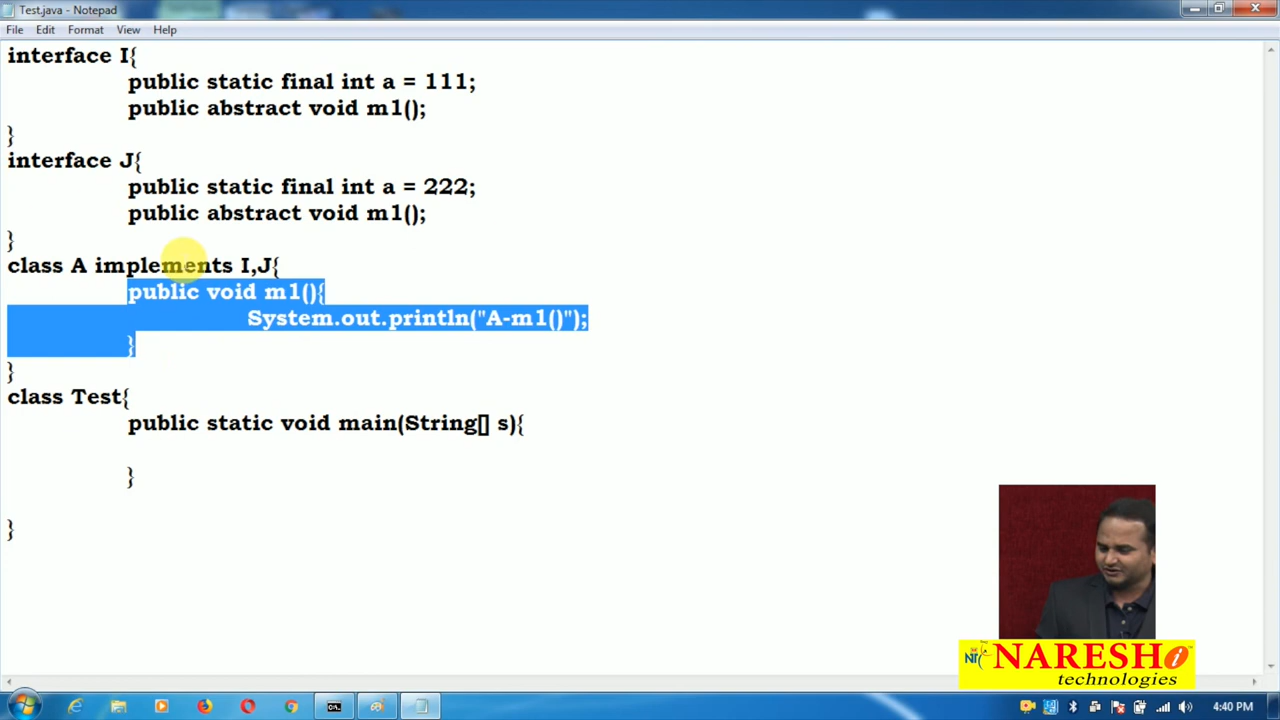 Test.java - Notepad
File Edit Format View Help
interface I{
public static final int a = 111;
public abstract void m1();
}
interface J{
public static final int a = 222;
public abstract void m1();
}
class A implements I,J{
public void m1(){
System.out.println("A-m1()");
}
}
class Test{
public static void main(String[] s){
}
}
NT
NARESH i
technologies
4:40 PM